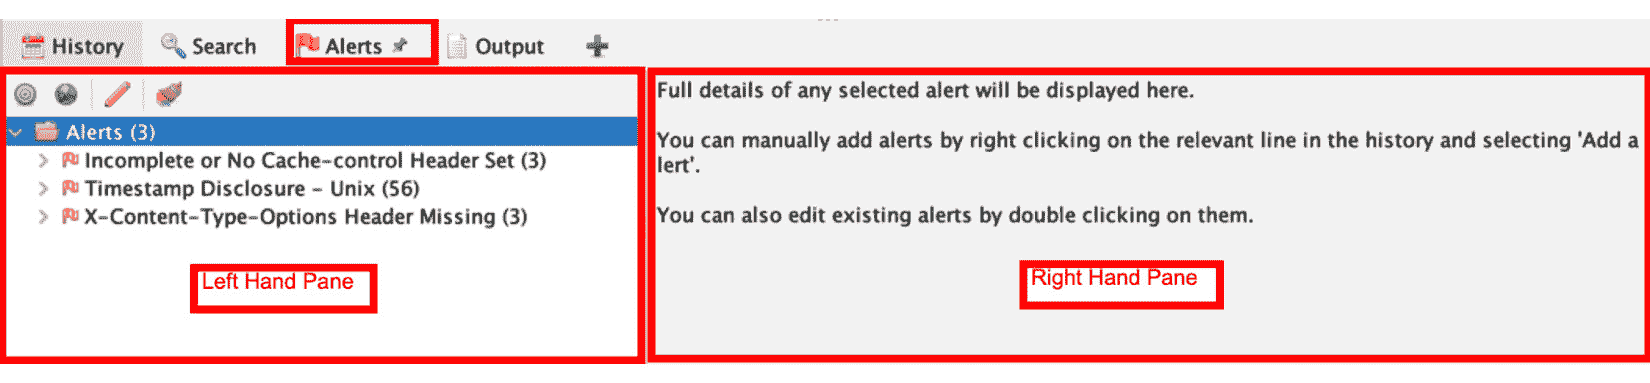 History Search Alerts Output
Alerts (3)
Incomplete or No Cache-control Header Set (3)
Timestamp Disclosure - Unix (56)
X-Content-Type-Options Header Missing (3)
Left Hand Pane
Full details of any selected alert will be displayed here.
You can manually add alerts by right clicking on the relevant line in the history and selecting 'Add a
lert'.
You can also edit existing alerts by double clicking on them.
Right Hand Pane